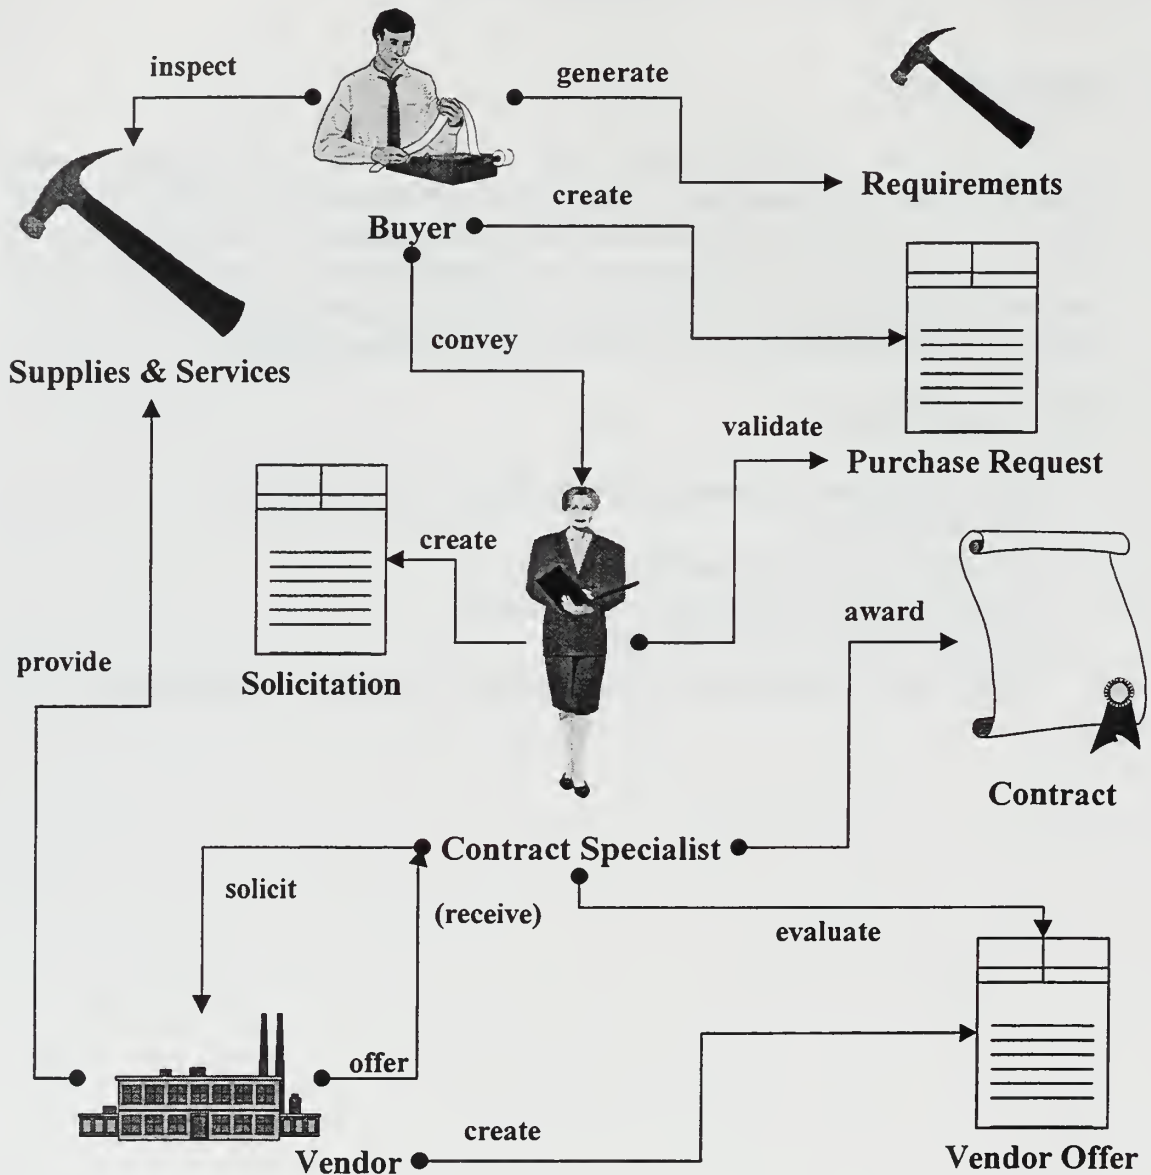 inspect
generate
Requirements
create
Buyer
convey
Supplies & Services
validate
Purchase Request
create
award
provide
Solicitation
Contract
Contract Specialist
solicit
(receive)
evaluate
offer
create
Vendor
Vendor Offer